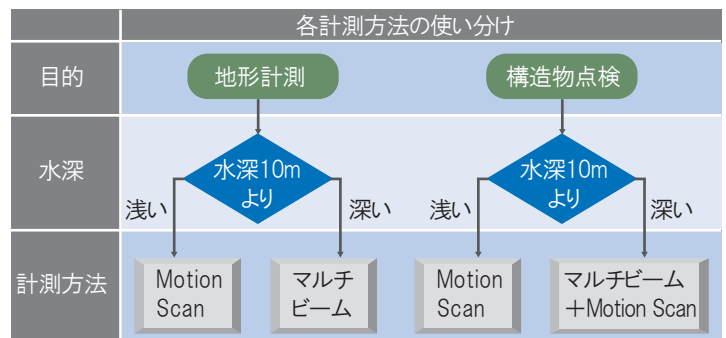 各計測方法の使い分け
目的
地形計測
構造物点検
水深
水深10m
より
浅い
深い
水深10m
より
浅い
深い
計測方法
Motion
Scan
マルチ
ビーム
Motion
Scan
マルチビーム
＋Motion Scan